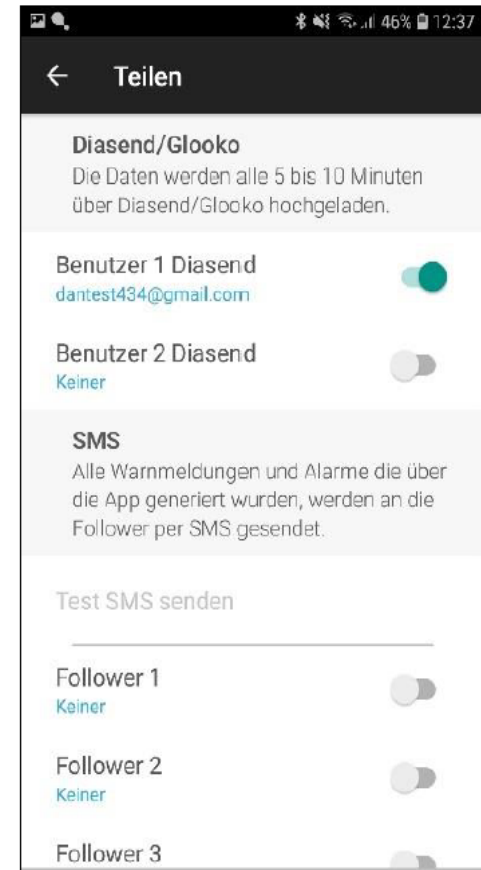 46% 12:37
Teilen
Diasend/Glooko
Die Daten werden alle 5 bis 10 Minuten
über Diasend/Glooko hochgeladen.
Benutzer 1 Diasend
dantest434@gmail.com
Benutzer 2 Diasend
Keiner
SMS
Alle Warnmeldungen und Alarme die über
die App generiert wurden, werden an die
Follower per SMS gesendet.
Test SMS senden
Follower 1
Keiner
Follower 2
Keiner
Follower 3